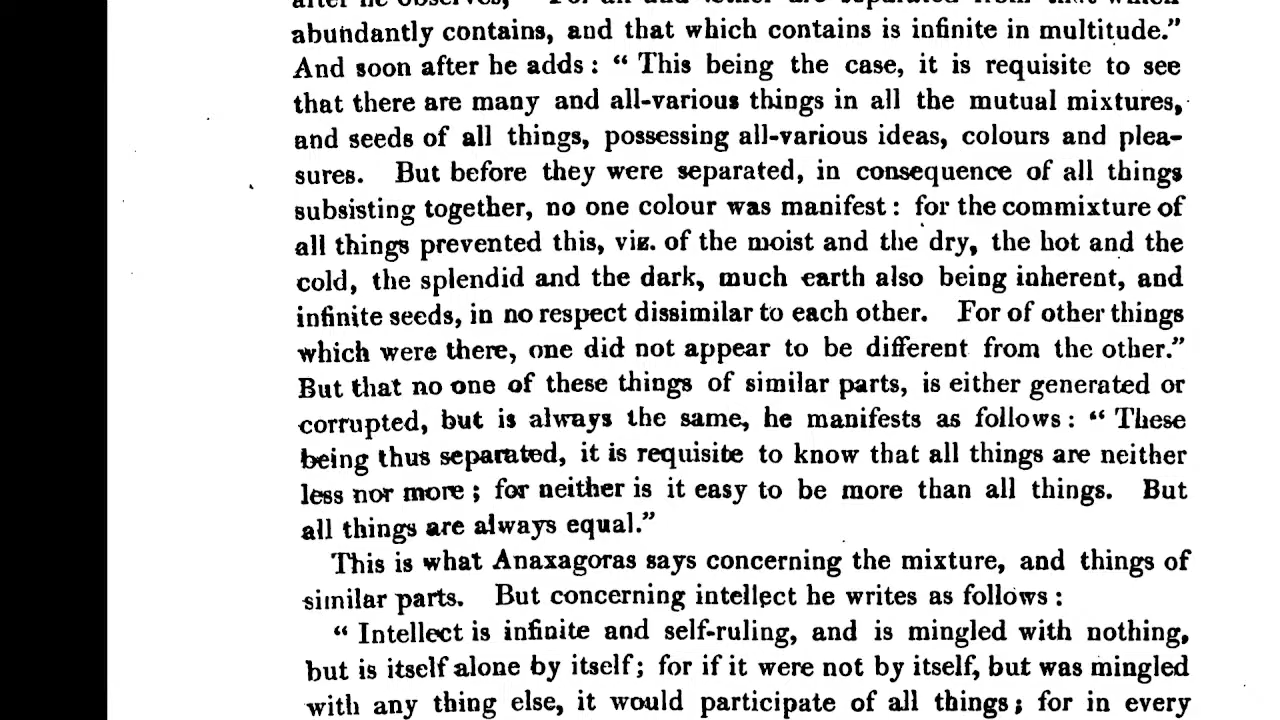 abundantly contains, and that which contains is infinite in multitude.”
And soon after he adds : “ This being the case, it is requisite to see
that there are many and all-various things in all the mutual mixtures,
and seeds of all things, possessing all-various ideas, colours and plea-
sures. But before they were separated, in consequence of all things
subsisting together, no one colour was manifest : for the commixture of
all things prevented this, viz. of the moist and the dry, the hot and the
cold, the splendid and the dark, much earth also being inherent, and
infinite seeds, in no respect dissimilar to each other. For of other things
which were there, one did not appear to be different from the other.”
But that no one of these things of similar parts, is either generated or
corrupted, but is always the same, he manifests as follows : “ These
being thus separated, it is requisite to know that all things are neither
less nor more ; for neither is it easy to be more than all things. But
all things are always equal.”
This is what Anaxagoras says concerning the mixture, and things of
similar parts. But concerning intellect he writes as follows :
“ Intellect is infinite and self-ruling, and is mingled with nothing,
but is itself alone by itself ; for if it were not by itself, but was mingled
with any thing else, it would participate of all things ; for in every